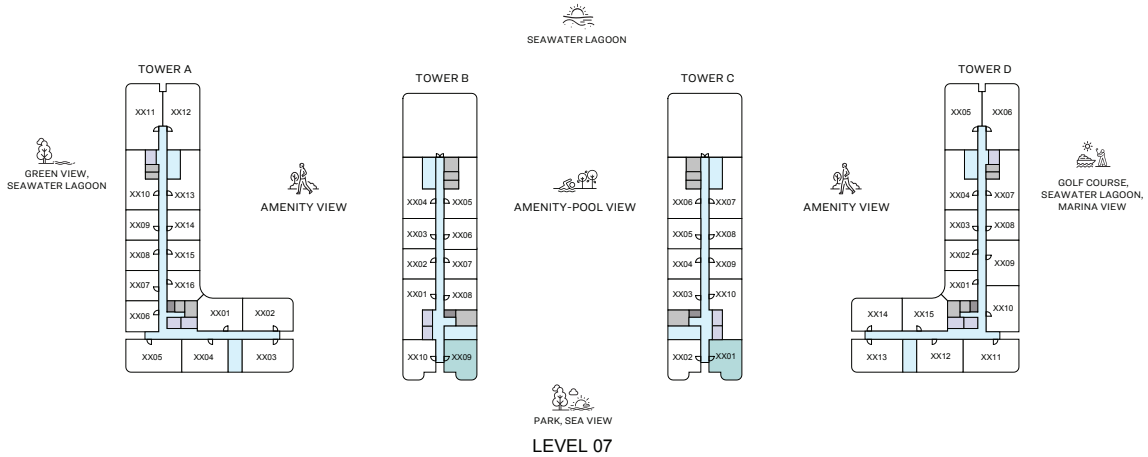 SEAWATER LAGOON
TOWER A
TOWER B
TOWER C
TOWER D
XX11
XX12
XX05
XX06
GREEN VIEW,
SEAWATER LAGOON
AMENITY VIEW
AMENITY-POOL VIEW
AMENITY VIEW
GOLF COURSE,
SEAWATER LAGOON,
MARINA VIEW
XX10
XX13
XX09
XX14
XX08
XX15
XX07
XX16
XX06
XX01
XX02
XX05
XX04
XX03
XX04
XX05
XX03
XX06
XX02
XX07
XX01
XX08
XX10
XX09
XX06
XX07
XX05
XX08
XX04
XX09
XX03
XX10
XX02
XX01
XX04
XX07
XX03
XX08
XX02
XX09
XX01
XX10
XX14
XX15
XX13
XX12
XX11
PARK, SEA VIEW
LEVEL 07